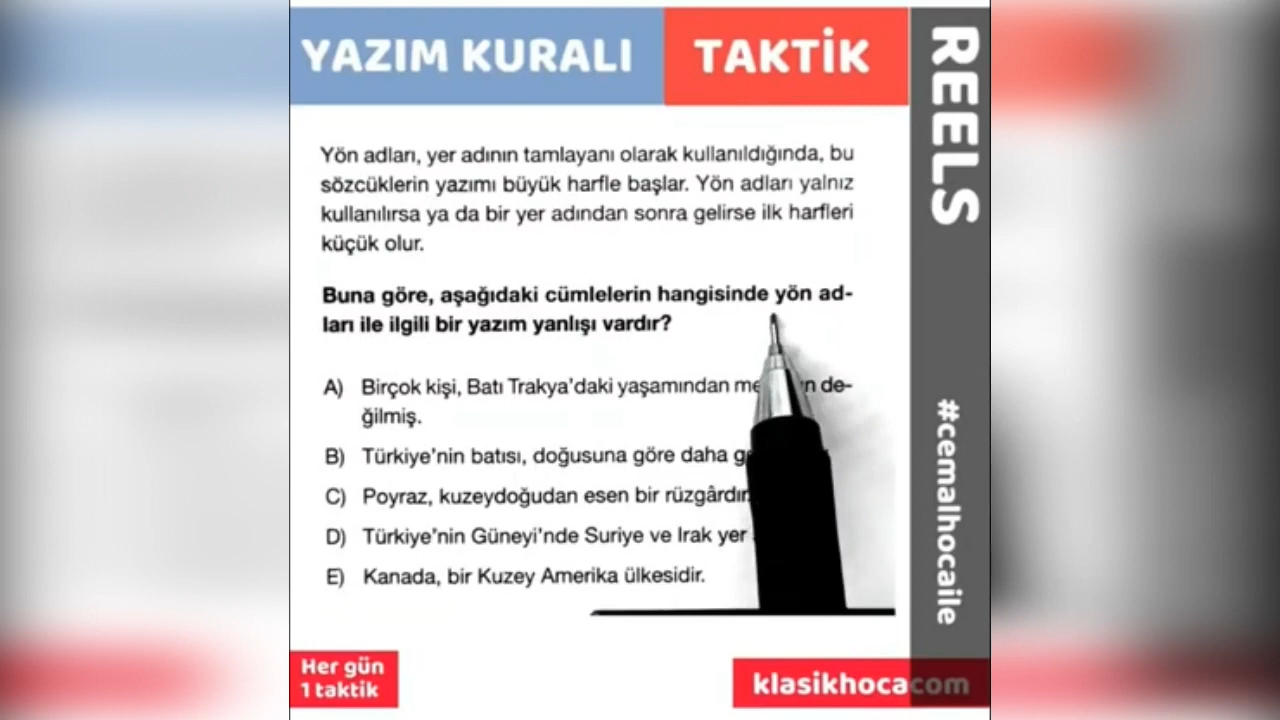 YAZIM KURALI
TAKTİK
REELS
Yön adları, yer adının tamlayanı olarak kullanıldığında, bu
sözcüklerin yazımı büyük harfle başlar. Yön adları yalnız
kullanılırsa ya da bir yer adından sonra gelirse ilk harfleri
küçük olur.
Buna göre, aşağıdaki cümlelerin hangisinde yön ad-
ları ile ilgili bir yazım yanlışı vardır?
A) Birçok kişi, Batı Trakya'daki yaşamından de-
ğilmiş.
B) Türkiye'nin batısı, doğusuna göre daha
C) Poyraz, kuzeydoğudan esen bir rüzgârdır.
D) Türkiye'nin Güneyi'nde Suriye ve Irak yer
E) Kanada, bir Kuzey Amerika ülkesidir.
#cemalhocaile
Her gün
1 taktik
klasikhocacom